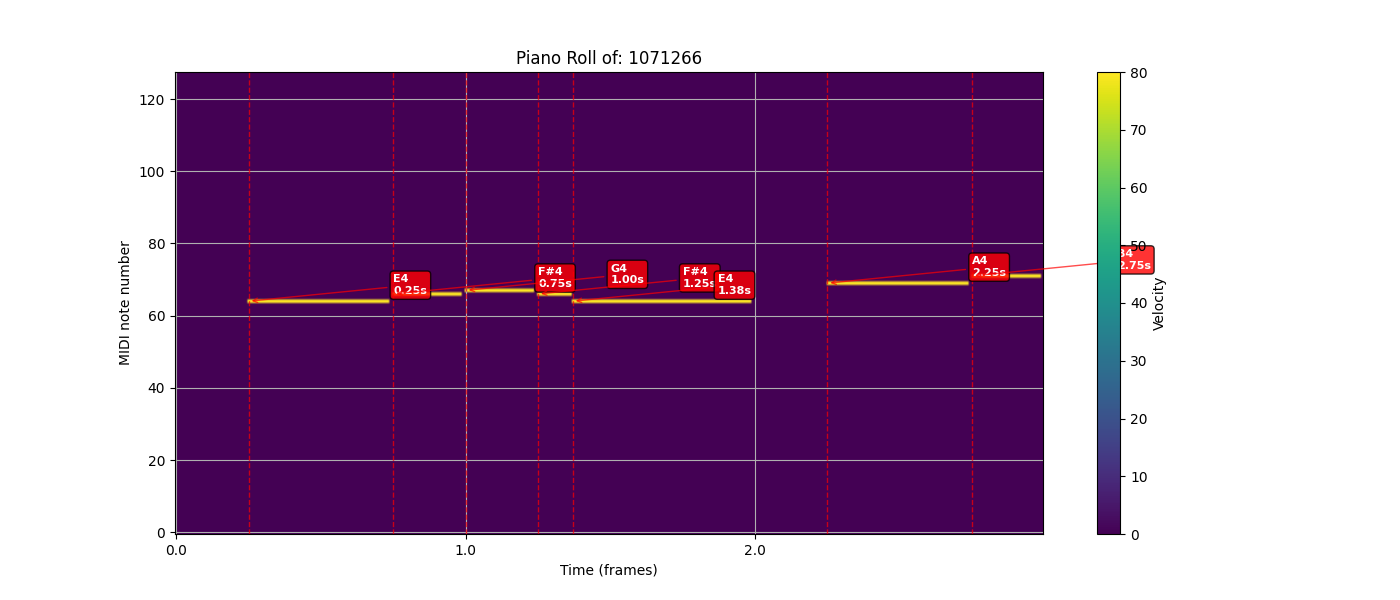 Piano Roll of: 1071266
MIDI note number
120
100
80
60
40
20
0
E4
0.25s
F#4
0.75s
G4
1.00s
F#4
1.25s
E4
1.38s
A4
2.25s
B4
2.75s
0.0
1.0
2.0
Time (frames)
80
70
60
50
40
30
20
10
0
Velocity